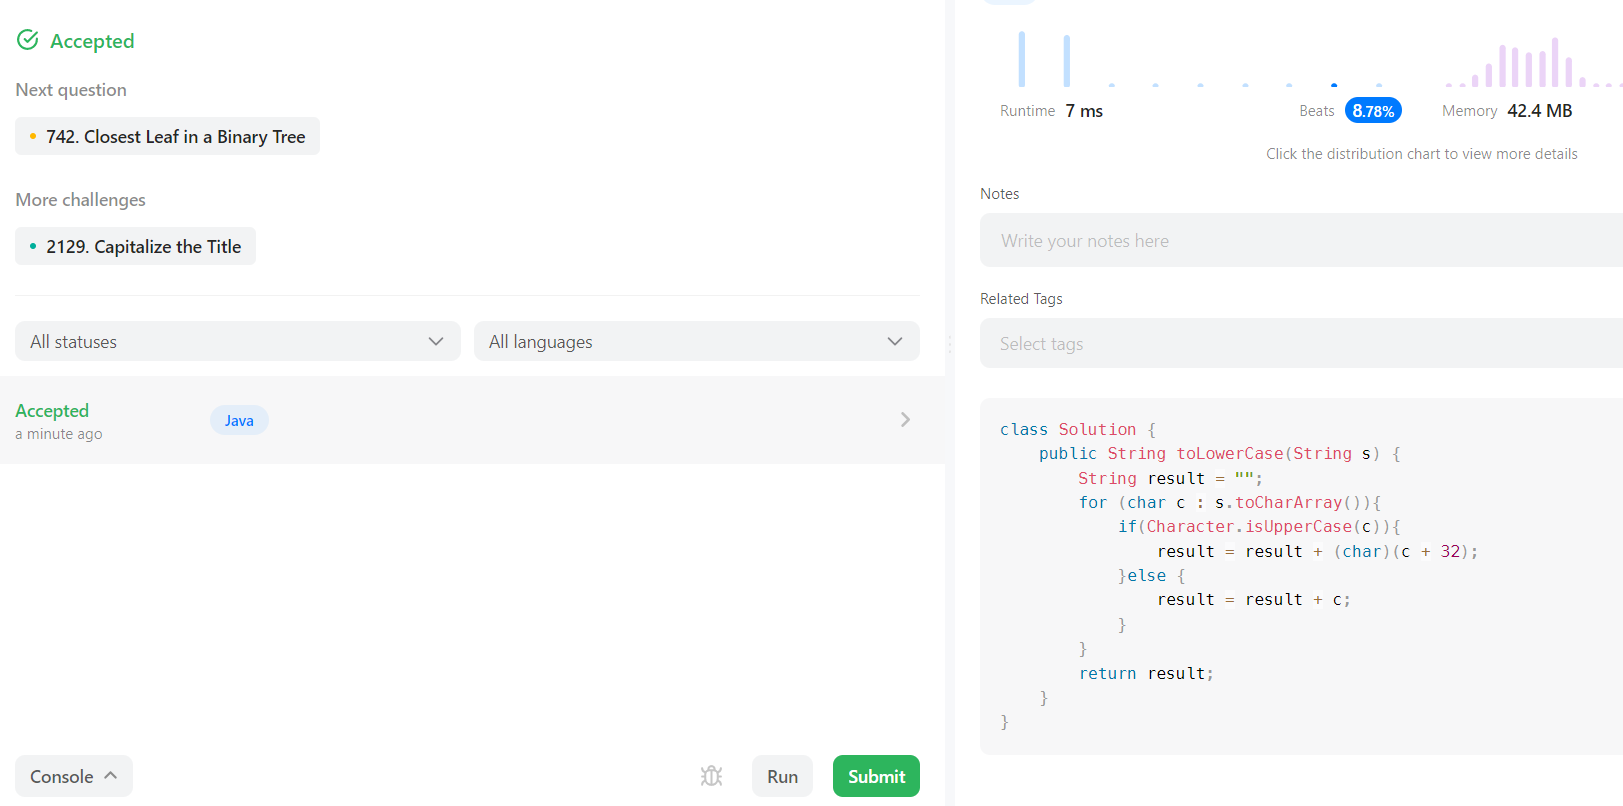 Accepted
Next question
742. Closest Leaf in a Binary Tree
More challenges
2129. Capitalize the Title
All statuses
All languages
Accepted
a minute ago
Java
Console
Run
Submit
Runtime 7 ms
Beats 8.78%
Memory 42.4 MB
Click the distribution chart to view more details
Notes
Write your notes here
Related Tags
Select tags
class Solution {
    public String toLowerCase(String s) {
        String result = "";
        for (char c : s.toCharArray()){
            if(Character.isUpperCase(c)){
                result = result + (char)(c + 32);
            }else {
                result = result + c;
            }
        }
        return result;
    }
}